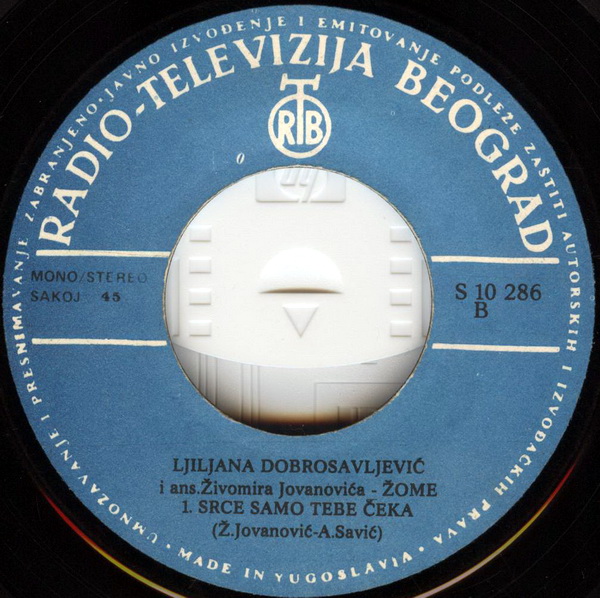 UMNOŽAVANJE I PRESNIMAVANJE ZABRANJENO·JAVNO IZVOĐENJE I EMITOVANJE PODLEŽE ZAŠTITI AUTORSKIH I IZVOĐAČKIH PRAVA·
RADIO-TELEVIZIJA BEOGRAD
RTB
MONO/STEREO
SAKOJ 45
S 10 286
B
LJILJANA DOBROSAVLJEVIĆ
i ans.Živomira Jovanovića - ŽOME
1. SRCE SAMO TEBE ČEKA
(Ž.Jovanović-A.Savić)
MADE IN YUGOSLAVIA